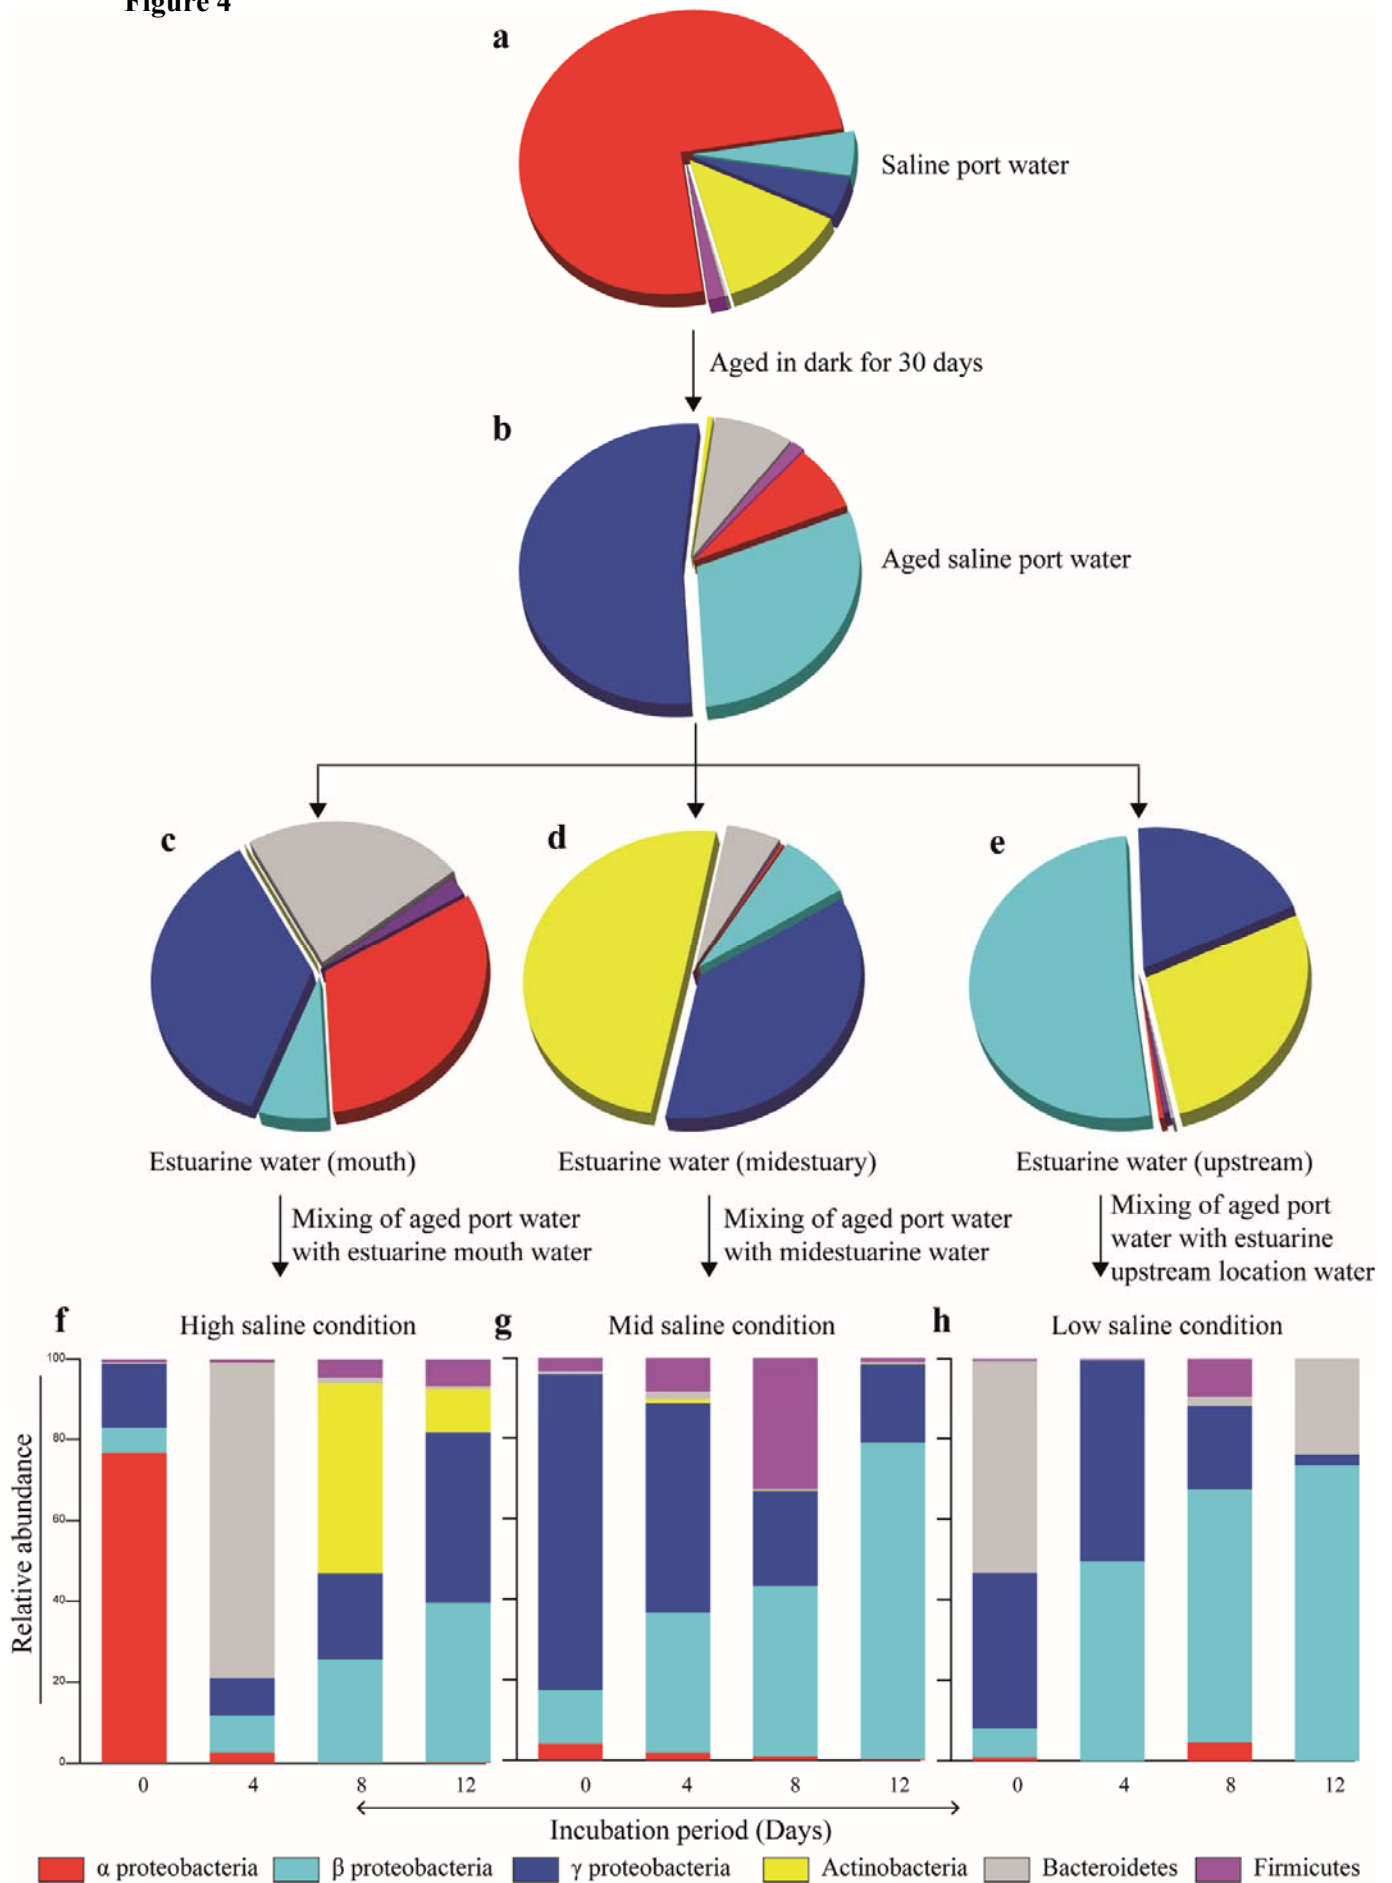 Figure 4
a
Saline port water
Aged in dark for 30 days
b
Aged saline port water
c
d
e
Estuarine water (mouth)
Estuarine water (midestuary)
Estuarine water (upstream)
Mixing of aged port water
with estuarine mouth water
Mixing of aged port water
with midestuarine water
Mixing of aged port
water with estuarine
upstream location water
f
High saline condition
g
Mid saline condition
h
Low saline condition
Relative abundance
100
80
60
40
20
0
0 4 8 12
0 4 8 12
0 4 8 12
Incubation period (Days)
α proteobacteria
β proteobacteria
γ proteobacteria
Actinobacteria
Bacteroidetes
Firmicutes